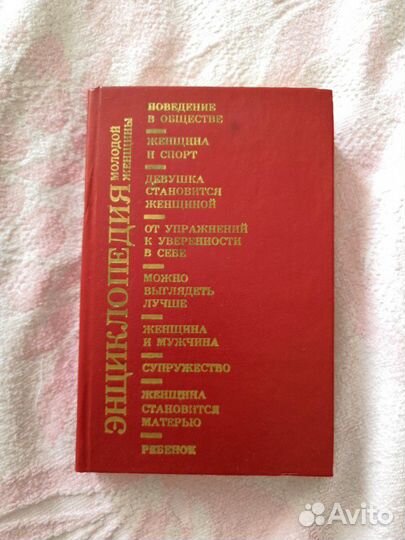 ЭНЦИКЛОПЕДИЯ
МОЛОДОЙ
ЖЕНЩИНЫ
ПОВЕДЕНИЕ
В ОБЩЕСТВЕ
ЖЕНЩИНА
И СПОРТ
ДЕВУШКА
СТАНОВИТСЯ
ЖЕНЩИНОЙ
ОТ УПРАЖНЕНИЙ
К УВЕРЕННОСТИ
В СЕБЕ
МОЖНО
ВЫГЛЯДЕТЬ
ЛУЧШЕ
ЖЕНЩИНА
И МУЖЧИНА
СУПРУЖЕСТВО
ЖЕНЩИНА
СТАНОВИТСЯ
МАТЕРЬЮ
РЕБЕНОК
Avito